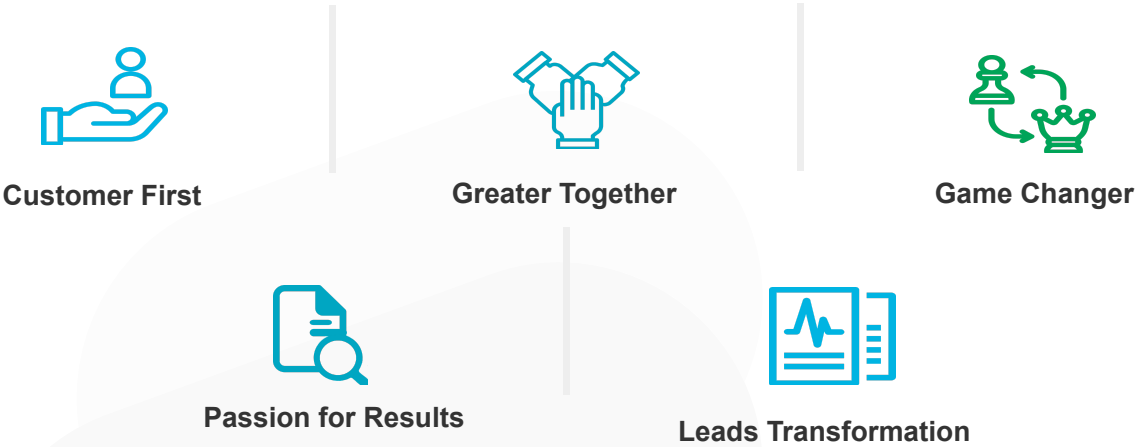 Customer First
Greater Together
Game Changer
Passion for Results
Leads Transformation